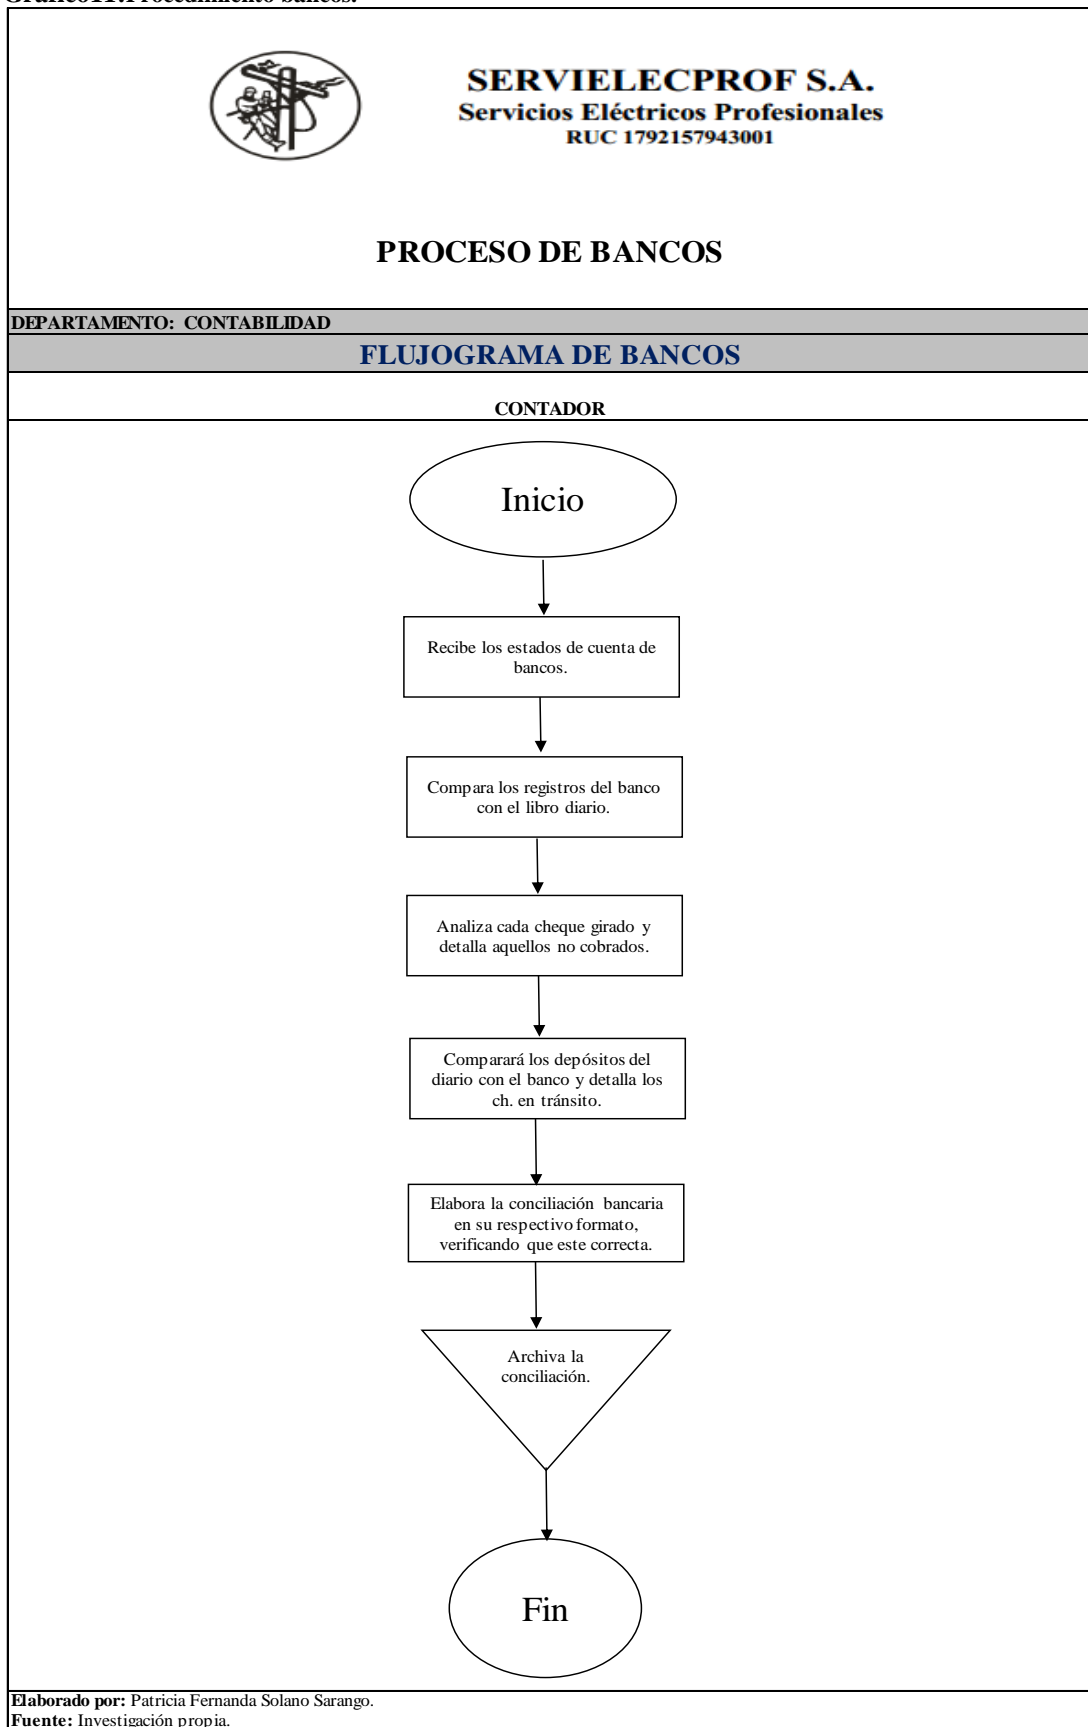 Grafico11.Procedimiento bancos.
SERVIELECPROF S.A.
Servicios Eléctricos Profesionales
RUC 1792157943001
PROCESO DE BANCOS
DEPARTAMENTO: CONTABILIDAD
FLUJOGRAMA DE BANCOS
CONTADOR
Inicio
Recibe los estados de cuenta de
bancos.
Compara los registros del banco
con el libro diario.
Analiza cada cheque girado y
detalla aquellos no cobrados.
Comparará los depósitos del
diario con el banco y detalla los
ch. en tránsito.
Elabora la conciliación bancaria
en su respectivo formato,
verificando que este correcta.
Archiva la
conciliación.
Fin
Elaborado por: Patricia Fernanda Solano Sarango.
Fuente: Investigación propia.